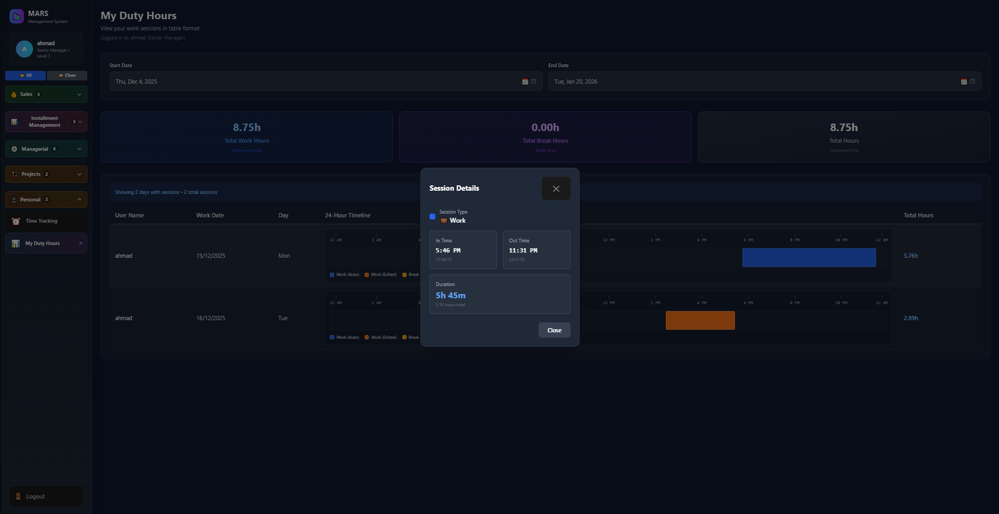 MARS
Management System
ahmad
Senior Manager •
Level 1
All
Close
Sales 5
Installment
Management
3
Managerial 6
Projects 2
Personal 2
Time Tracking
My Duty Hours
Logout
My Duty Hours
View your work sessions in table format
Logged in as: ahmad (Senior Manager)
Start Date
End Date
Thu, Dec 4, 2025
Tue, Jan 20, 2026
8.75h
Total Work Hours
Active work time
0.00h
Total Break Hours
Break time
8.75h
Total Hours
Combined time
Showing 2 days with sessions • 2 total sessions
User Name Work Date Day 24-Hour Timeline Total Hours
12 AM 2 AM 4 12 PM 2 PM 4 PM 6 PM 8 PM 10 PM 12 AM
ahmad 15/12/2025 Mon 5.76h
Work (Auto) Work (Edited) Break
12 AM 2 AM 4 12 PM 2 PM 4 PM 6 PM 8 PM 10 PM 12 AM
ahmad 16/12/2025 Tue 2.99h
Work (Auto) Work (Edited) Break
Session Details
Session Type
Work
In Time
5:46 PM
17:46:13
Out Time
11:31 PM
23:31:52
Duration
5h 45m
5.76 hours total
Close